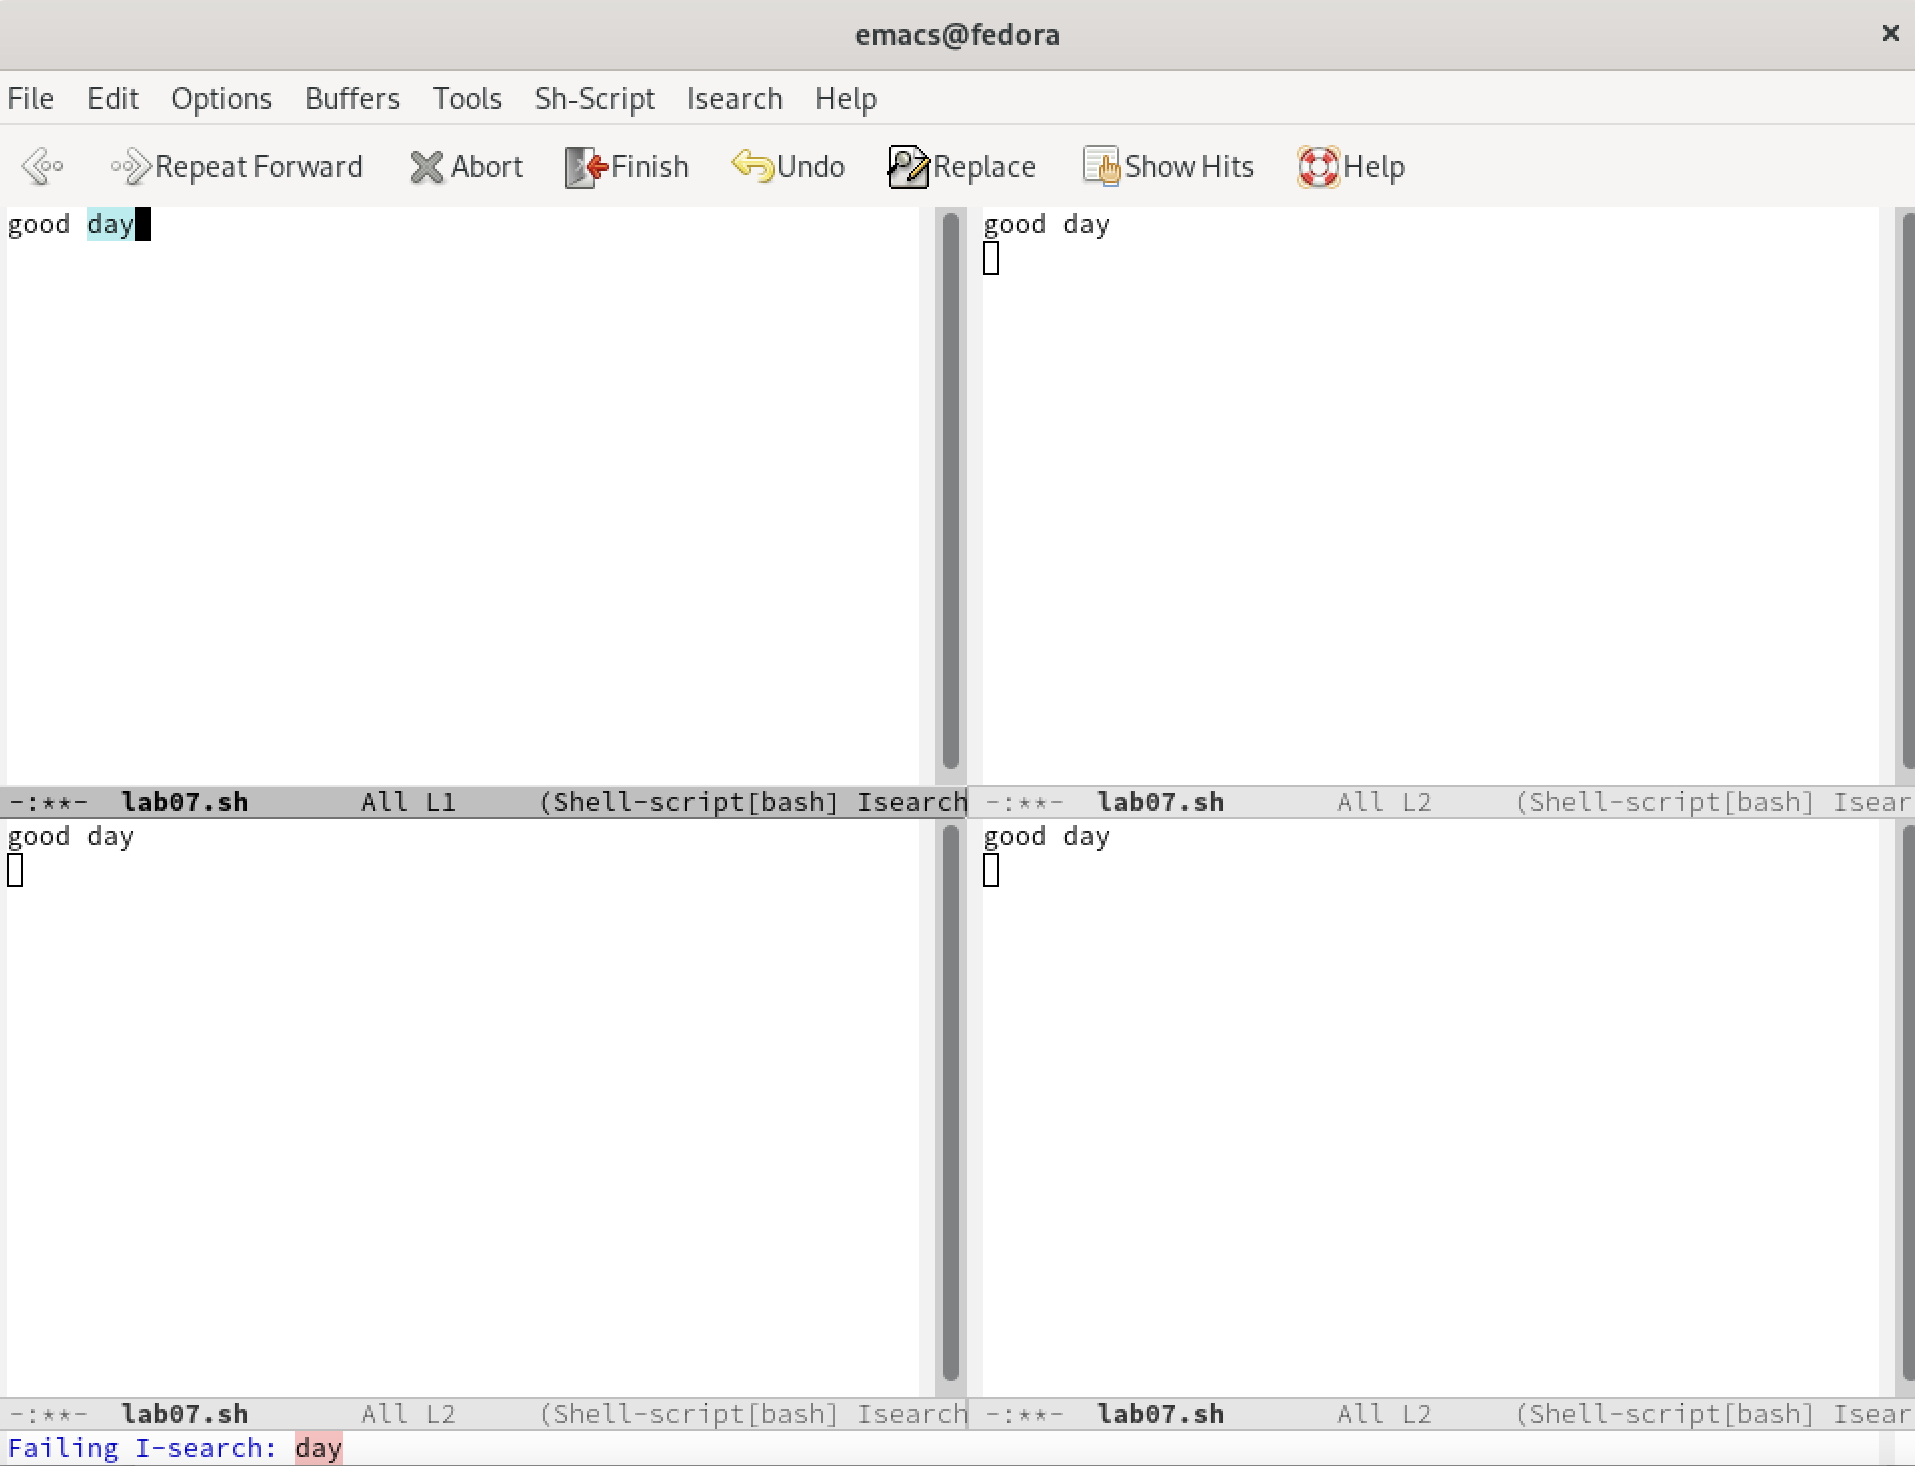 emacs@fedora ×
File Edit Options Buffers Tools Sh-Script Isearch Help
Repeat Forward Abort Finish Undo Replace Show Hits Help
good day
-:**- lab07.sh All L1 (Shell-script[bash] Isearch
good day
-:**- lab07.sh All L2 (Shell-script[bash] Isear
good day
-:**- lab07.sh All L2 (Shell-script[bash] Isearch
good day
-:**- lab07.sh All L2 (Shell-script[bash] Isear
Failing I-search: day